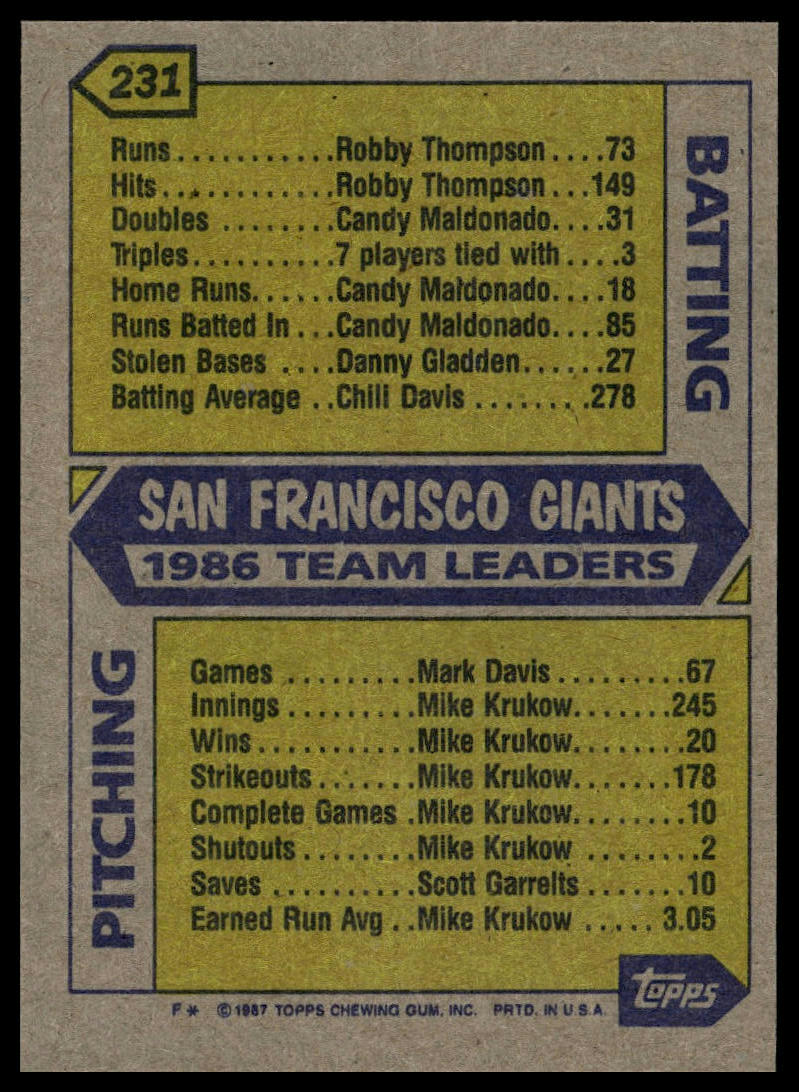 231
BATTING
Runs...........Robby Thompson....73
Hits............Robby Thompson...149
Doubles ........Candy Maldonado....31
Triples..........7 players tied with....3
Home Runs......Candy Maldonado....18
Runs Batted In...Candy Maldonado....85
Stolen Bases ....Danny Gladden......27
Batting Average ..Chili Davis ........278
SAN FRANCISCO GIANTS
1986 TEAM LEADERS
PITCHING
Games .........Mark Davis.........67
Innings.........Mike Krukow.......245
Wins...........Mike Krukow.......20
Strikeouts.......Mike Krukow.......178
Complete Games .Mike Krukow.......10
Shutouts........Mike Krukow ........2
Saves ..........Scott Garrelts.......10
Earned Run Avg ..Mike Krukow ..... 3.05
Topps
F* ©1987 TOPPS CHEWING GUM, INC. PRTD. IN U.S.A.